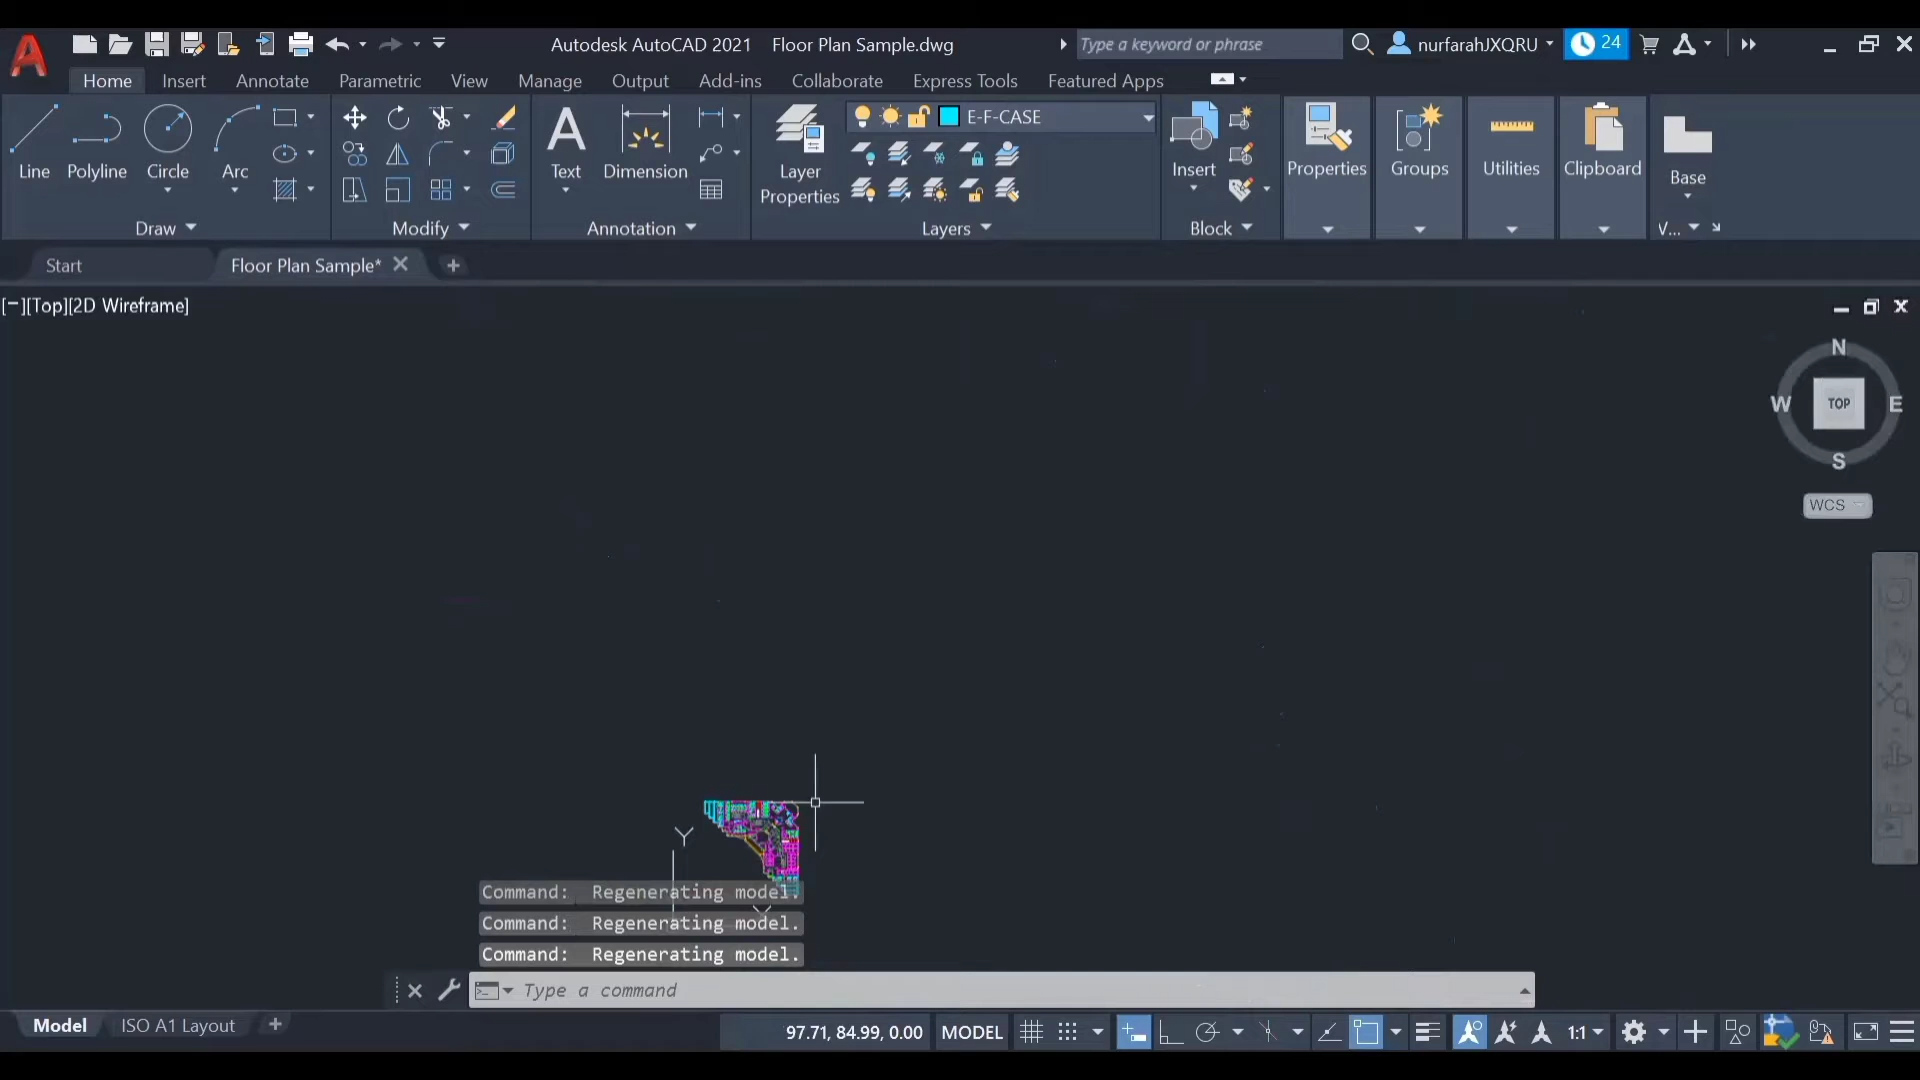 Autodesk AutoCAD 2021 Floor Plan Sample.dwg
Type a keyword or phrase
nurfarahJXQRU
24
Home Insert Annotate Parametric View Manage Output Add-ins Collaborate Express Tools Featured Apps
E-F-CASE
Line Polyline Circle Arc
Text Dimension
Layer
Properties
Insert
Properties
Groups
Utilities
Clipboard
Base
Draw Modify Annotation Layers Block V...
Start
Floor Plan Sample*
[−][Top][2D Wireframe]
N
W TOP E
S
WCS
Y
Command: Regenerating model.
Command: Regenerating model.
Command: Regenerating model.
Type a command
Model
ISO A1 Layout
97.71, 84.99, 0.00
MODEL
1:1